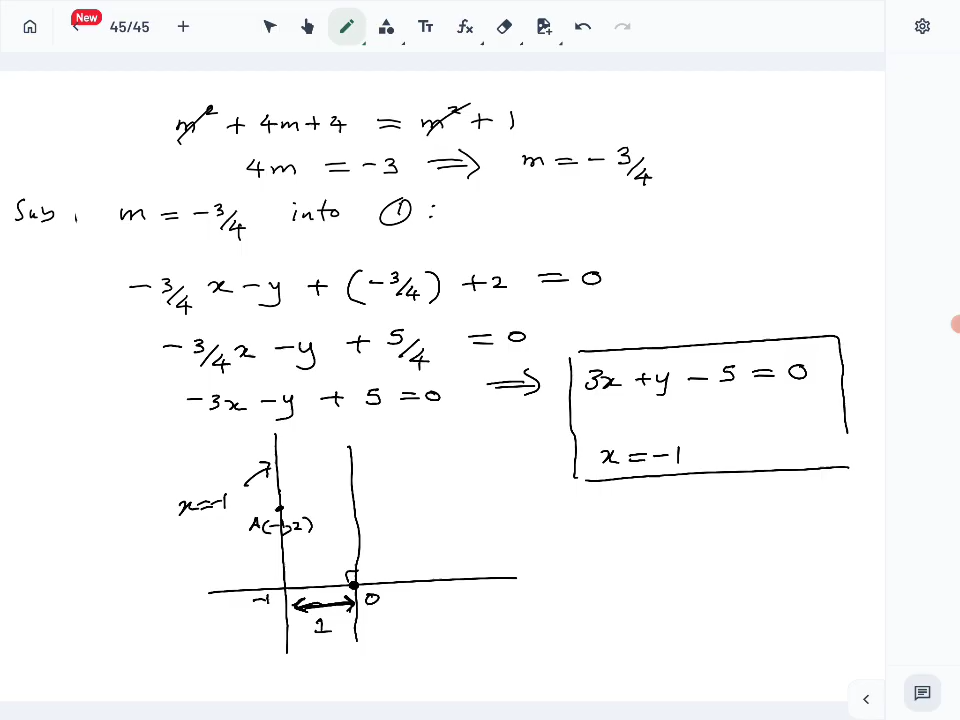 New
45/45
m² + 4m + 4 = m² + 1
4m = -3 ⟹ m = -3/4
Sub. m = -3/4 into ① :
-3/4 x - y + (-3/4) + 2 = 0
-3/4 x - y + 5/4 = 0
-3x - y + 5 = 0 ⟹ 3x + y - 5 = 0
x = -1
x = -1
A(-1,2)
-1
0
1